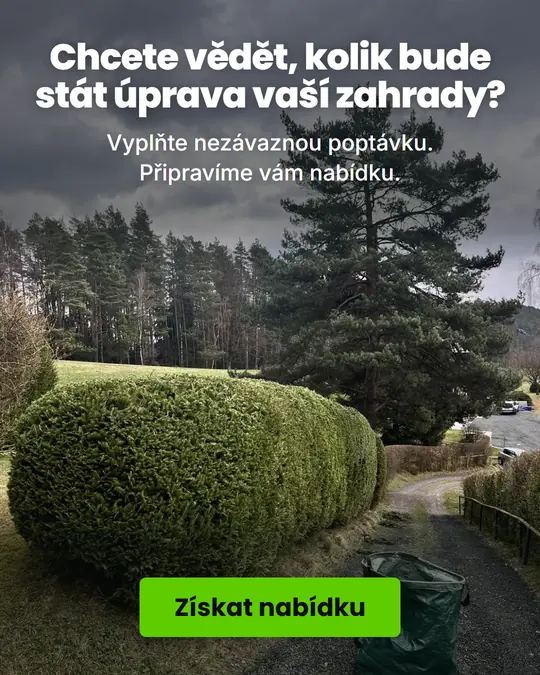 Chcete vědět, kolik bude
stát úprava vaší zahrady?
Vyplňte nezávaznou poptávku.
Připravíme vám nabídku.
Získat nabídku